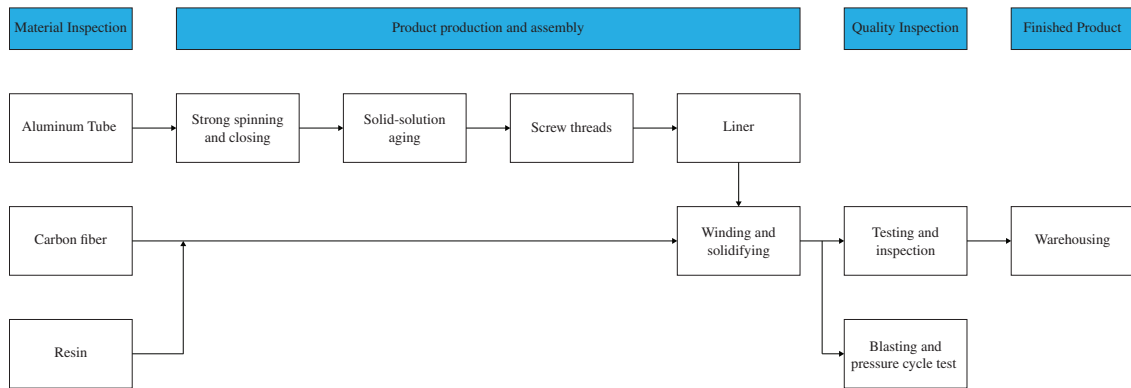 Material Inspection
Product production and assembly
Quality Inspection
Finished Product
Aluminum Tube
Strong spinning
and closing
Solid-solution
aging
Screw threads
Liner
Carbon fiber
Winding and
solidifying
Testing and
inspection
Warehousing
Resin
Blasting and
pressure cycle test